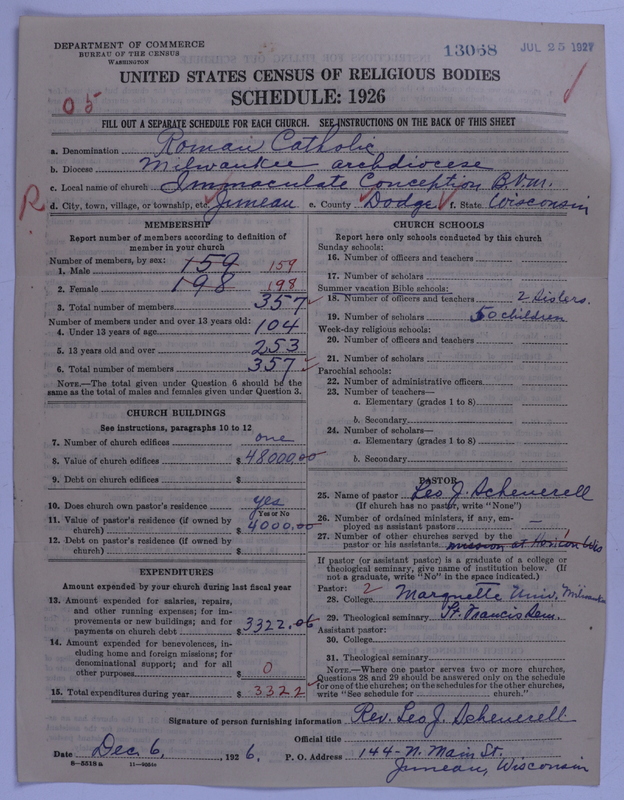 DEPARTMENT OF COMMERCE
BUREAU OF THE CENSUS
WASHINGTON
13068 JUL 25 1927
UNITED STATES CENSUS OF RELIGIOUS BODIES
SCHEDULE: 1926
05
FILL OUT A SEPARATE SCHEDULE FOR EACH CHURCH. SEE INSTRUCTIONS ON THE BACK OF THIS SHEET
a. Denomination Roman Catholic
b. Diocese Milwaukee archdiocese
c. Local name of church Immaculate Conception B.V.M.
R
d. City, town, village, or township, etc. Juneau e. County Dodge f. State Wisconsin
MEMBERSHIP
Report number of members according to definition of
member in your church
Number of members, by sex:
1. Male 159 159
2. Female 198 198
3. Total number of members 357
Number of members under and over 13 years old:
4. Under 13 years of age 104
5. 13 years old and over 253
6. Total number of members 357
NOTE.—The total given under Question 6 should be
same as the total of males and females given under Question 3.
CHURCH BUILDINGS
See instructions, paragraphs 10 to 12
7. Number of church edifices one
8. Value of church edifices $ 48000.00
9. Debt on church edifices $
10. Does church own pastor's residence yes
Yes or No
11. Value of pastor's residence (if owned by
church) $ 4000.00
12. Debt on pastor's residence (if owned by
church) $
EXPENDITURES
Amount expended by your church during last fiscal year
13. Amount expended for salaries, repairs,
and other running expenses; for im-
provements or new buildings; and for
payments on church debt $ 3322.06
14. Amount expended for benevolences, in-
cluding home and foreign missions; for
denominational support; and for all
other purposes $ 0
15. Total expenditures during year $ 3322
CHURCH SCHOOLS
Report here only schools conducted by this church
Sunday schools:
16. Number of officers and teachers
17. Number of scholars
Summer vacation Bible schools:
18. Number of officers and teachers 2 Sisters.
19. Number of scholars 50 children
Week-day religious schools:
20. Number of officers and teachers
21. Number of scholars
Parochial schools:
22. Number of administrative officers
23. Number of teachers—
a. Elementary (grades 1 to 8)
b. Secondary
24. Number of scholars—
a. Elementary (grades 1 to 8)
b. Secondary
PASTOR
25. Name of pastor Leo J. Scheuerell
(If church has no pastor, write "None")
26. Number of ordained ministers, if any, em-
ployed as assistant pastors —
27. Number of other churches served by the
pastor or his assistants mission at Horicon Wis
If pastor (or assistant pastor) is a graduate of a college or
theological seminary, give name of institution below. (If
not a graduate, write "No" in the space indicated.)
Pastor: 2
28. College Marquette Univ. Milwaukee
29. Theological seminary St. Francis Sem.
Assistant pastor:
30. College
31. Theological seminary
NOTE.—Where one pastor serves two or more churches,
Questions 28 and 29 should be answered only on the schedule
for one of the churches; on the schedules for the other churches,
write "See schedule for church."
Signature of person furnishing information Rev. Leo J. Scheuerell
Official title
Date Dec. 6, 1926. P. O. Address 144-N. Main St.
8—5518a 11—9864a Juneau, Wisconsin